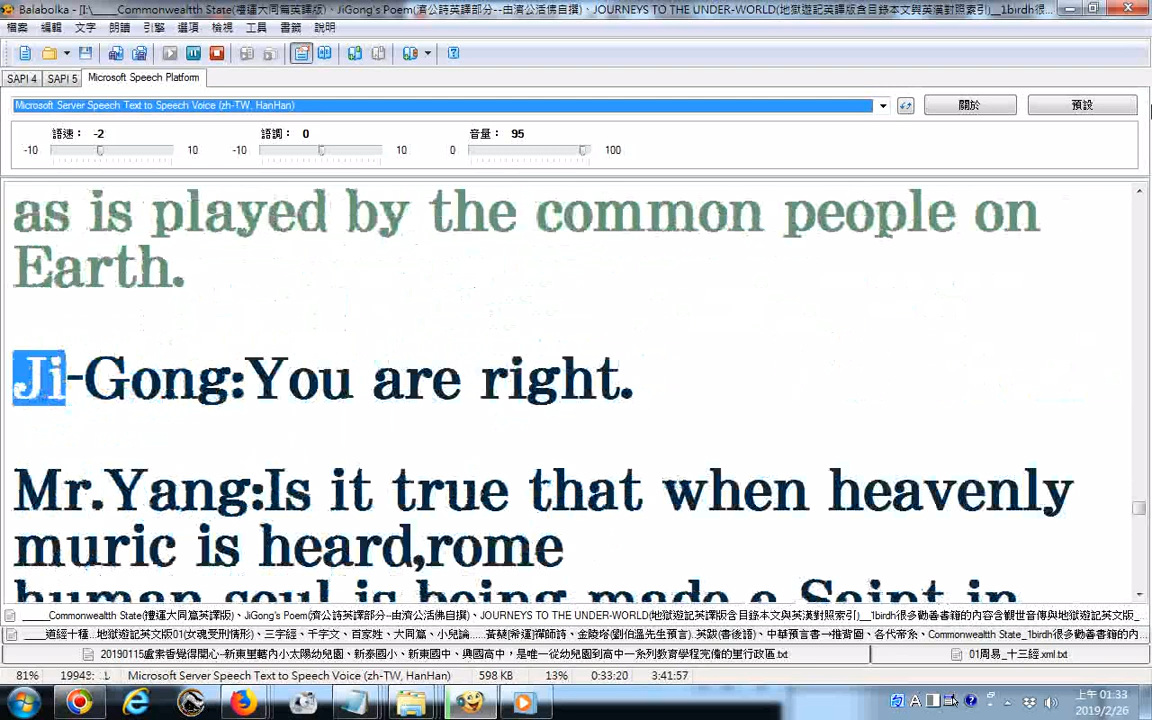 Balabolka - [I:\_____Commonwealtth State(禮運大同篇英譯版)、JiGong's Poem(濟公詩英譯部分--由濟公活佛自撰)、JOURNEYS TO THE UNDER-WORLD(地獄遊記英譯版含目錄本文與英漢對照索引)__1birdh很...
檔案 編輯 文字 朗讀 引擎 選項 檢視 工具 書籤 說明
SAPI 4 SAPI 5 Microsoft Speech Platform
Microsoft Server Speech Text to Speech Voice (zh-TW, HanHan) 關於 預設
語速： -2 語調： 0 音量： 95
-10 10 -10 10 0 100
as is played by the common people on
Earth.
Ji-Gong:You are right.
Mr.Yang:Is it true that when heavenly
muric is heard,rome
human soul is being made a Saint in
_____Commonwealtth State(禮運大同篇英譯版)、JiGong's Poem(濟公詩英譯部分--由濟公活佛自撰)、JOURNEYS TO THE UNDER-WORLD(地獄遊記英譯版含目錄本文與英漢對照索引)__1birdh很多勸善書籍的內容含觀世音傳與地獄遊記英文版_
_____道經十種...地獄遊記英文版01(女魂受刑情形)、三字經、千字文、百家姓、大同篇、小兒論......黃蘗[希運]禪師詩、金陵塔(劉伯溫先生預言).英跋(書後語)、中華預言書---推背圖、各代帝系、Commonwealth State_1birdh很多勸善書籍的內...
20190115處素香覺得開心--新東里轄內小太陽幼兒園、新泰國小、新東國中、興國高中，是唯一從幼兒園到高中一系列教育學程完備的里行政區.txt 01周易_十三經.xml.txt
81% Microsoft Server Speech Text to Speech Voice (zh-TW, HanHan) 598 KB 13% 0:33:20 3:41:57
上午 01:33
2019/2/26